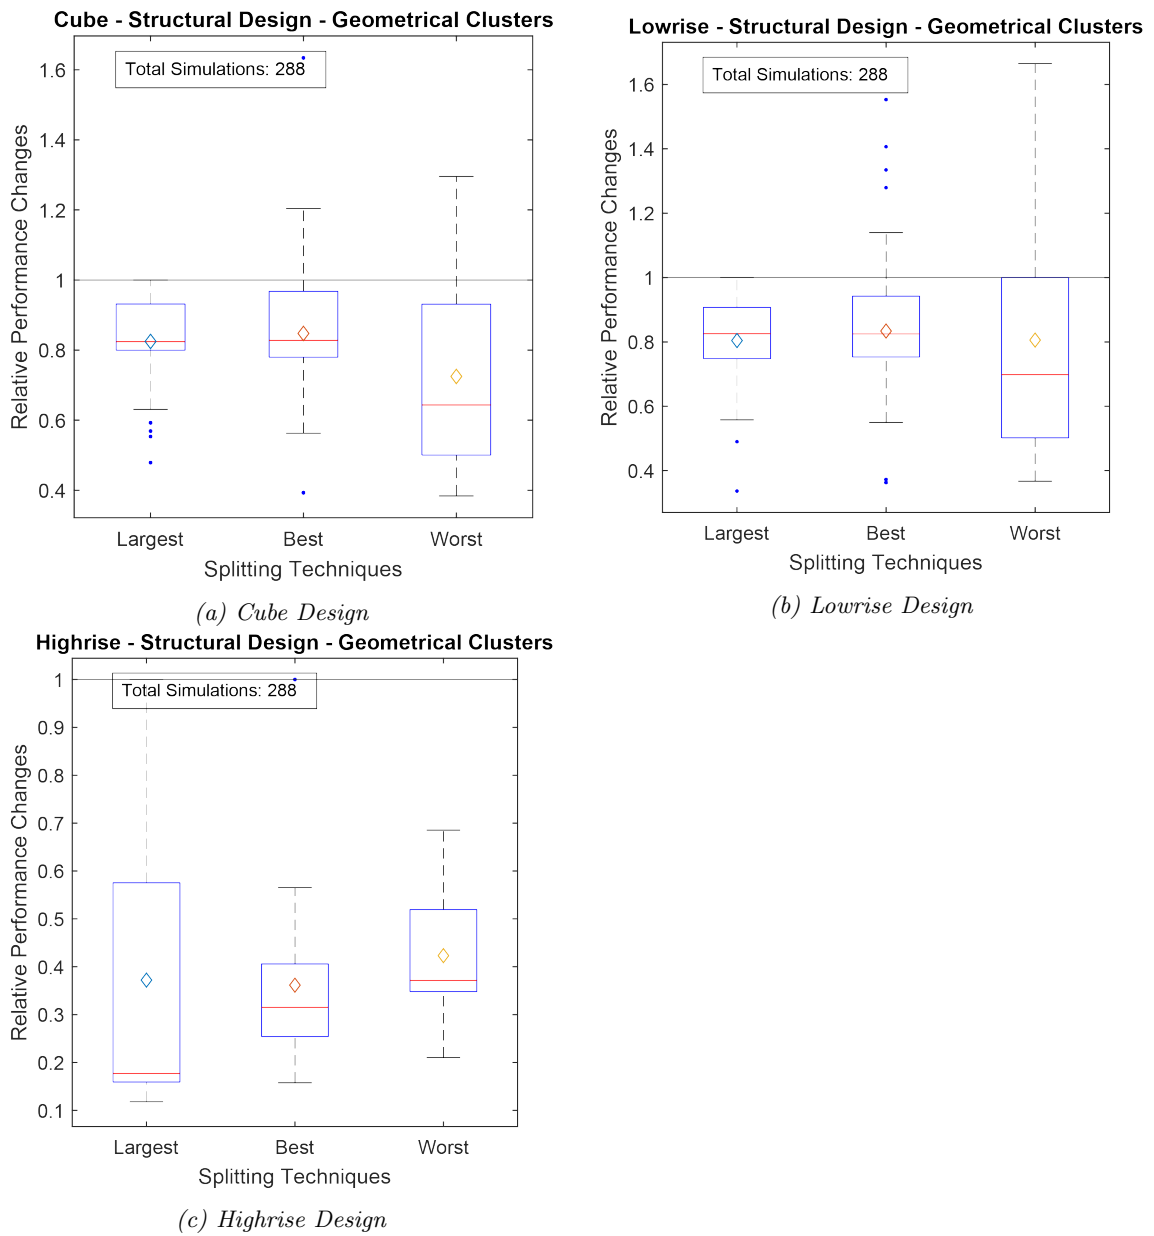 Cube - Structural Design - Geometrical Clusters
Total Simulations: 288
1.6
1.4
1.2
1
0.8
0.6
0.4
Relative Performance Changes
Largest Best Worst
Splitting Techniques
(a) Cube Design
Lowrise - Structural Design - Geometrical Clusters
Total Simulations: 288
1.6
1.4
1.2
1
0.8
0.6
0.4
Relative Performance Changes
Largest Best Worst
Splitting Techniques
(b) Lowrise Design
Highrise - Structural Design - Geometrical Clusters
Total Simulations: 288
1
0.9
0.8
0.7
0.6
0.5
0.4
0.3
0.2
0.1
Relative Performance Changes
Largest Best Worst
Splitting Techniques
(c) Highrise Design